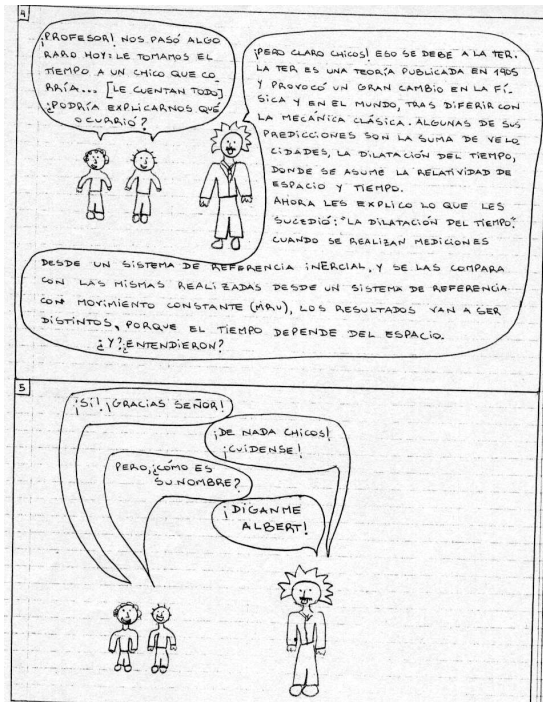 4
¡PROFESOR! NOS PASÓ ALGO
RARO HOY: LE TOMAMOS EL
TIEMPO A UN CHICO QUE CO
RRÍA... [LE CUENTAN TODO]
¿PODRÍA EXPLICARNOS QUÉ
OCURRIÓ?
¡PERO CLARO CHICOS! ESO SE DEBE A LA TER.
LA TER ES UNA TEORÍA PUBLICADA EN 1905
Y PROVOCÓ UN GRAN CAMBIO EN LA FÍ_
SICA Y EN EL MUNDO, TRAS DIFERIR CON
LA MECÁNICA CLÁSICA. ALGUNAS DE SUS
PREDICCIONES SON LA SUMA DE VELO
CIDADES, LA DILATACIÓN DEL TIEMPO,
DONDE SE ASUME LA RELATIVIDAD DE
ESPACIO Y TIEMPO.
AHORA LES EXPLICO LO QUE LES
SUCEDIÓ: "LA DILATACIÓN DEL TIEMPO".
CUANDO SE REALIZAN MEDICIONES
DESDE UN SISTEMA DE REFERENCIA INERCIAL, Y SE LAS COMPARA
CON LAS MISMAS REALIZADAS DESDE UN SISTEMA DE REFERENCIA
CON MOVIMIENTO CONSTANTE (MRU), LOS RESULTADOS VAN A SER
DISTINTOS, PORQUE EL TIEMPO DEPENDE DEL ESPACIO.
¿Y? ¿ENTENDIERON?
5
¡SÍ! ¡GRACIAS SEÑOR!
¡DE NADA CHICOS!
¡CUÍDENSE!
PERO, ¿CÓMO ES
SU NOMBRE?
¡DÍGANME
ALBERT!